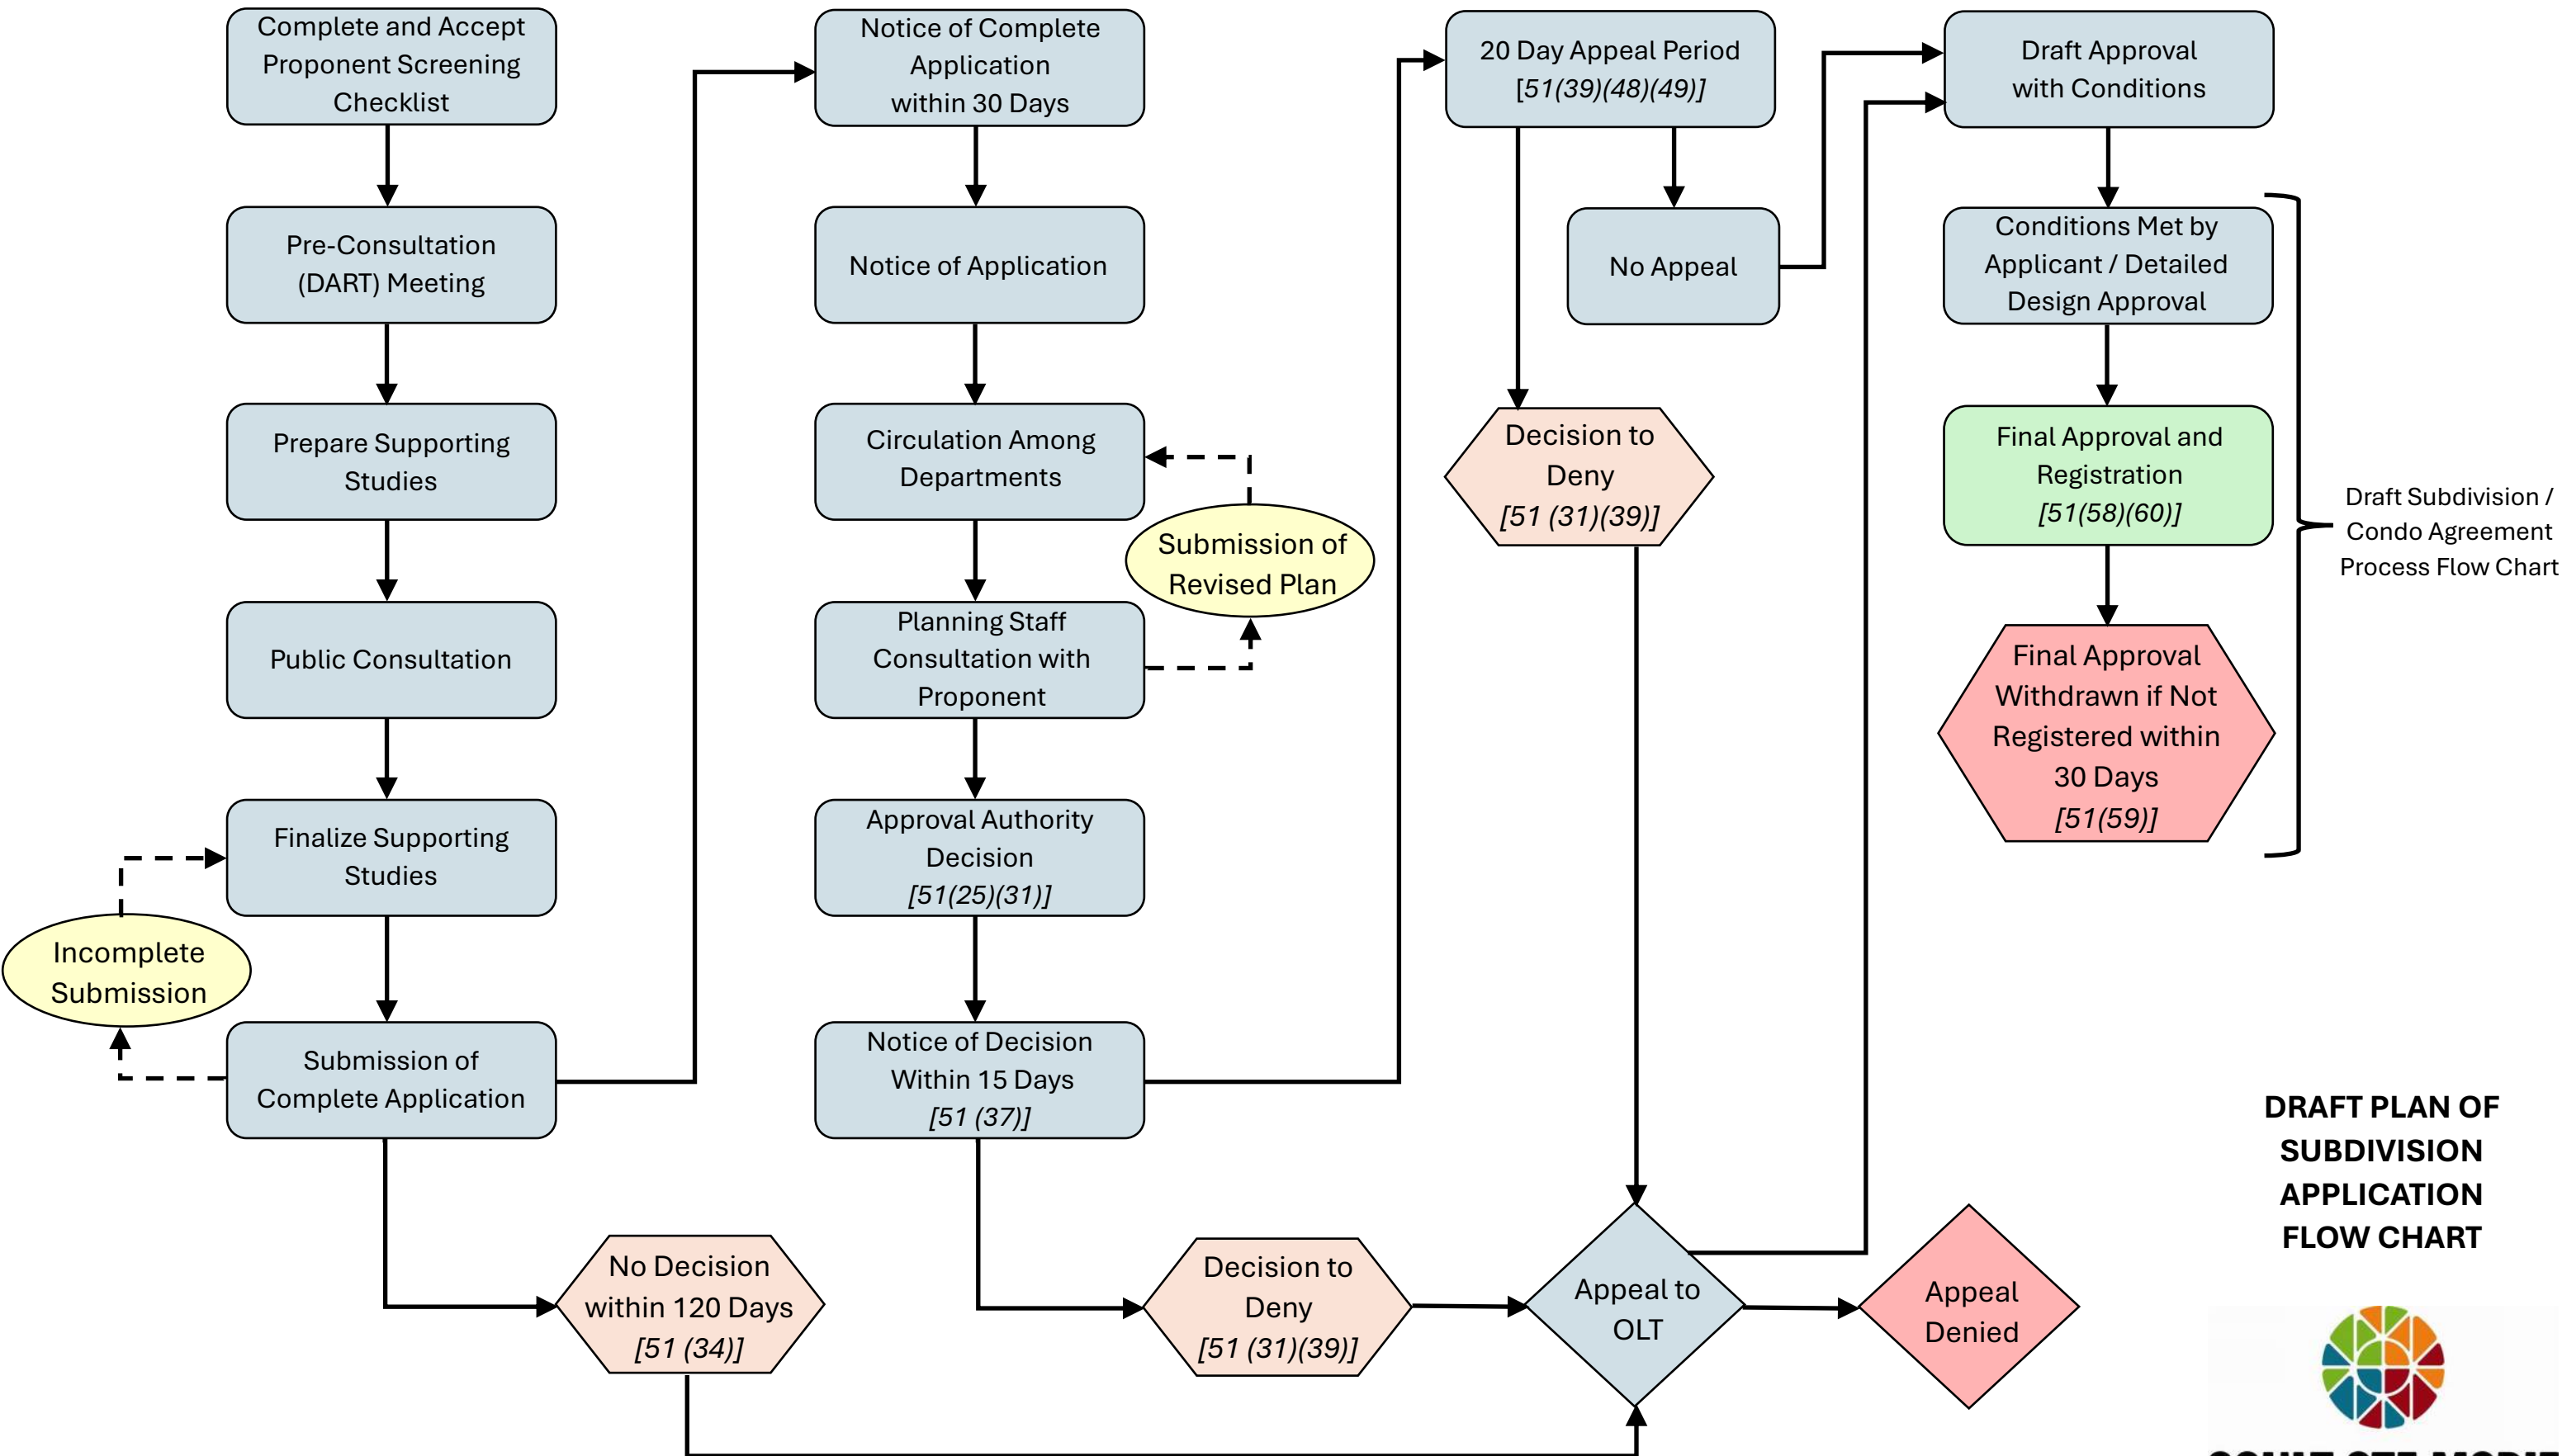 Complete and Accept
Proponent Screening
Checklist
Pre-Consultation
(DART) Meeting
Prepare Supporting
Studies
Public Consultation
Finalize Supporting
Studies
Incomplete
Submission
Submission of
Complete Application
No Decision
within 120 Days
[51 (34)]
Notice of Complete
Application
within 30 Days
Notice of Application
Circulation Among
Departments
Submission of
Revised Plan
Planning Staff
Consultation with
Proponent
Approval Authority
Decision
[51(25)(31)]
Notice of Decision
Within 15 Days
[51 (37)]
Decision to
Deny
[51 (31)(39)]
20 Day Appeal Period
[51(39)(48)(49)]
No Appeal
Decision to
Deny
[51 (31)(39)]
Appeal to
OLT
Appeal
Denied
Draft Approval
with Conditions
Conditions Met by
Applicant / Detailed
Design Approval
Final Approval and
Registration
[51(58)(60)]
Final Approval
Withdrawn if Not
Registered within
30 Days
[51(59)]
Draft Subdivision /
Condo Agreement
Process Flow Chart
DRAFT PLAN OF
SUBDIVISION
APPLICATION
FLOW CHART